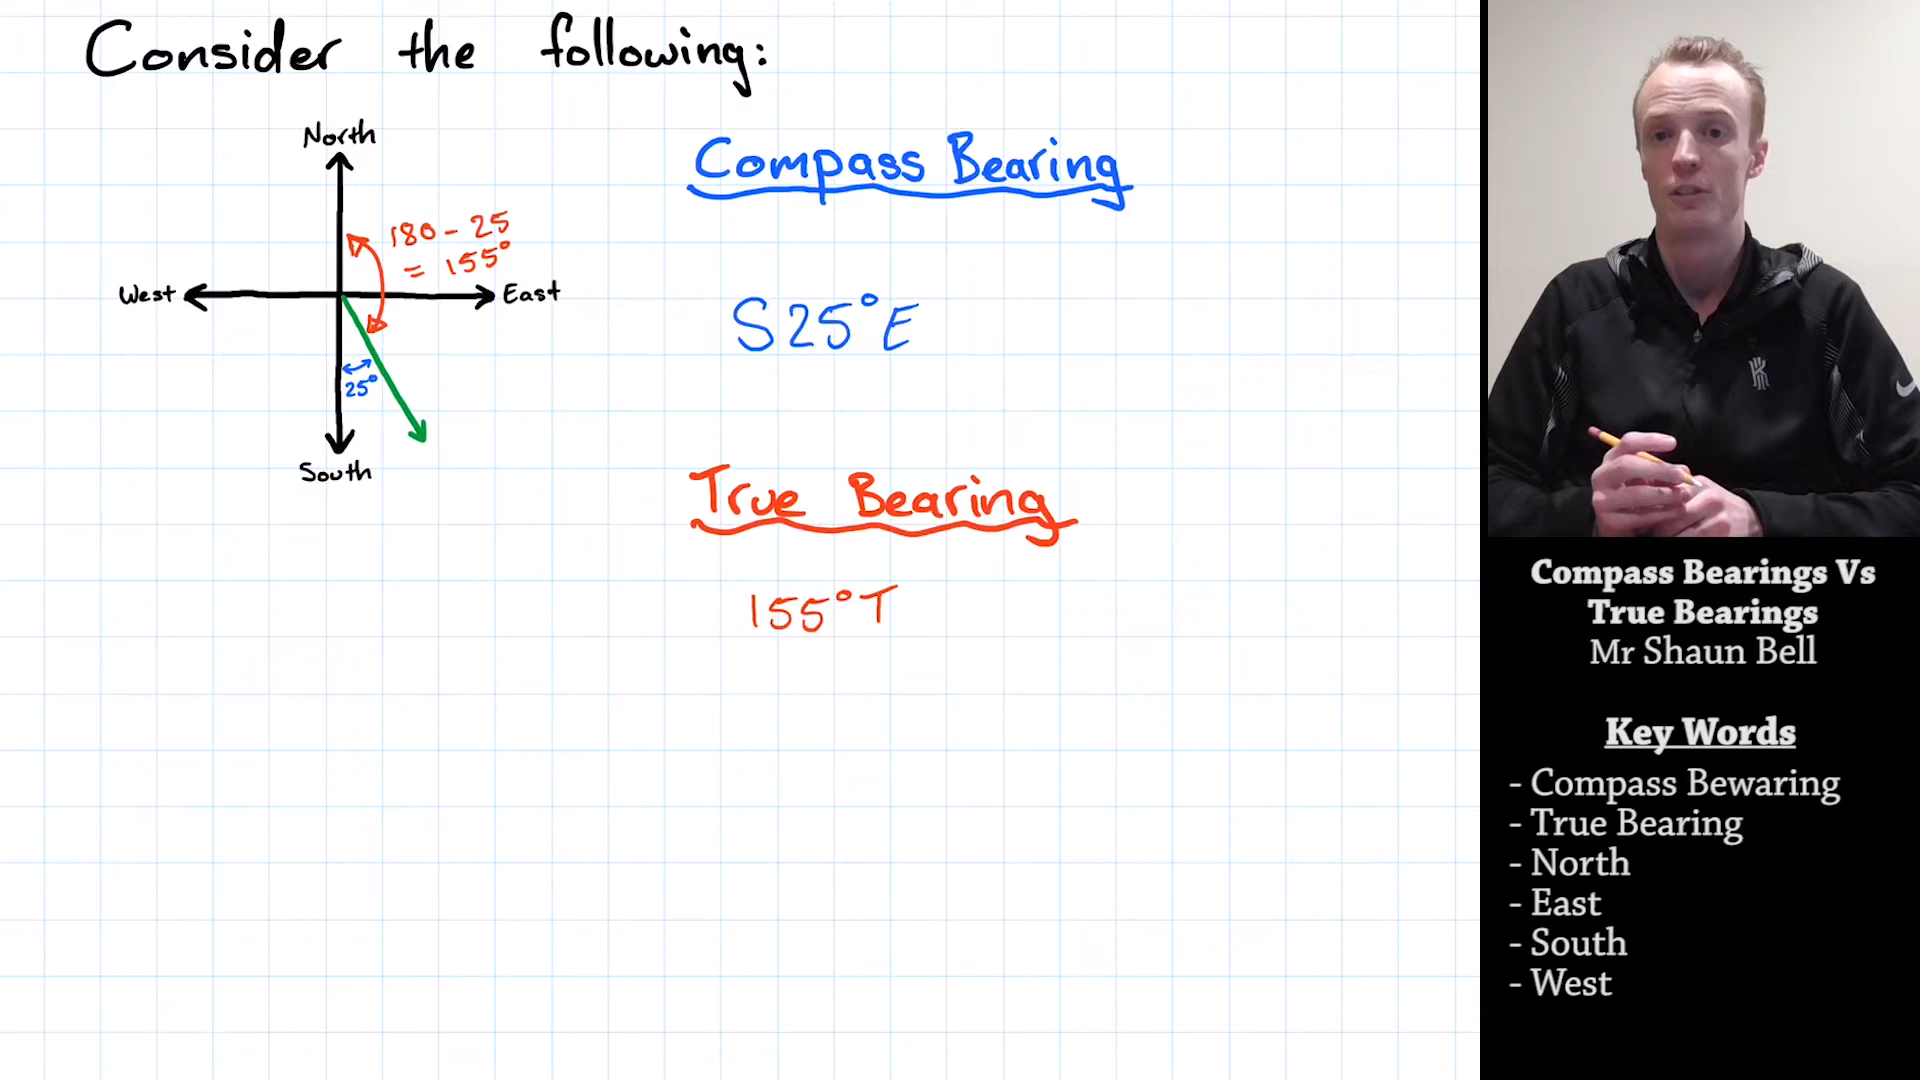 Consider the following:
North
180 - 25
= 155°
West
East
25°
South
Compass Bearing
S25°E
True Bearing
155°T
Compass Bearings Vs
True Bearings
Mr Shaun Bell
Key Words
- Compass Bewaring
- True Bearing
- North
- East
- South
- West